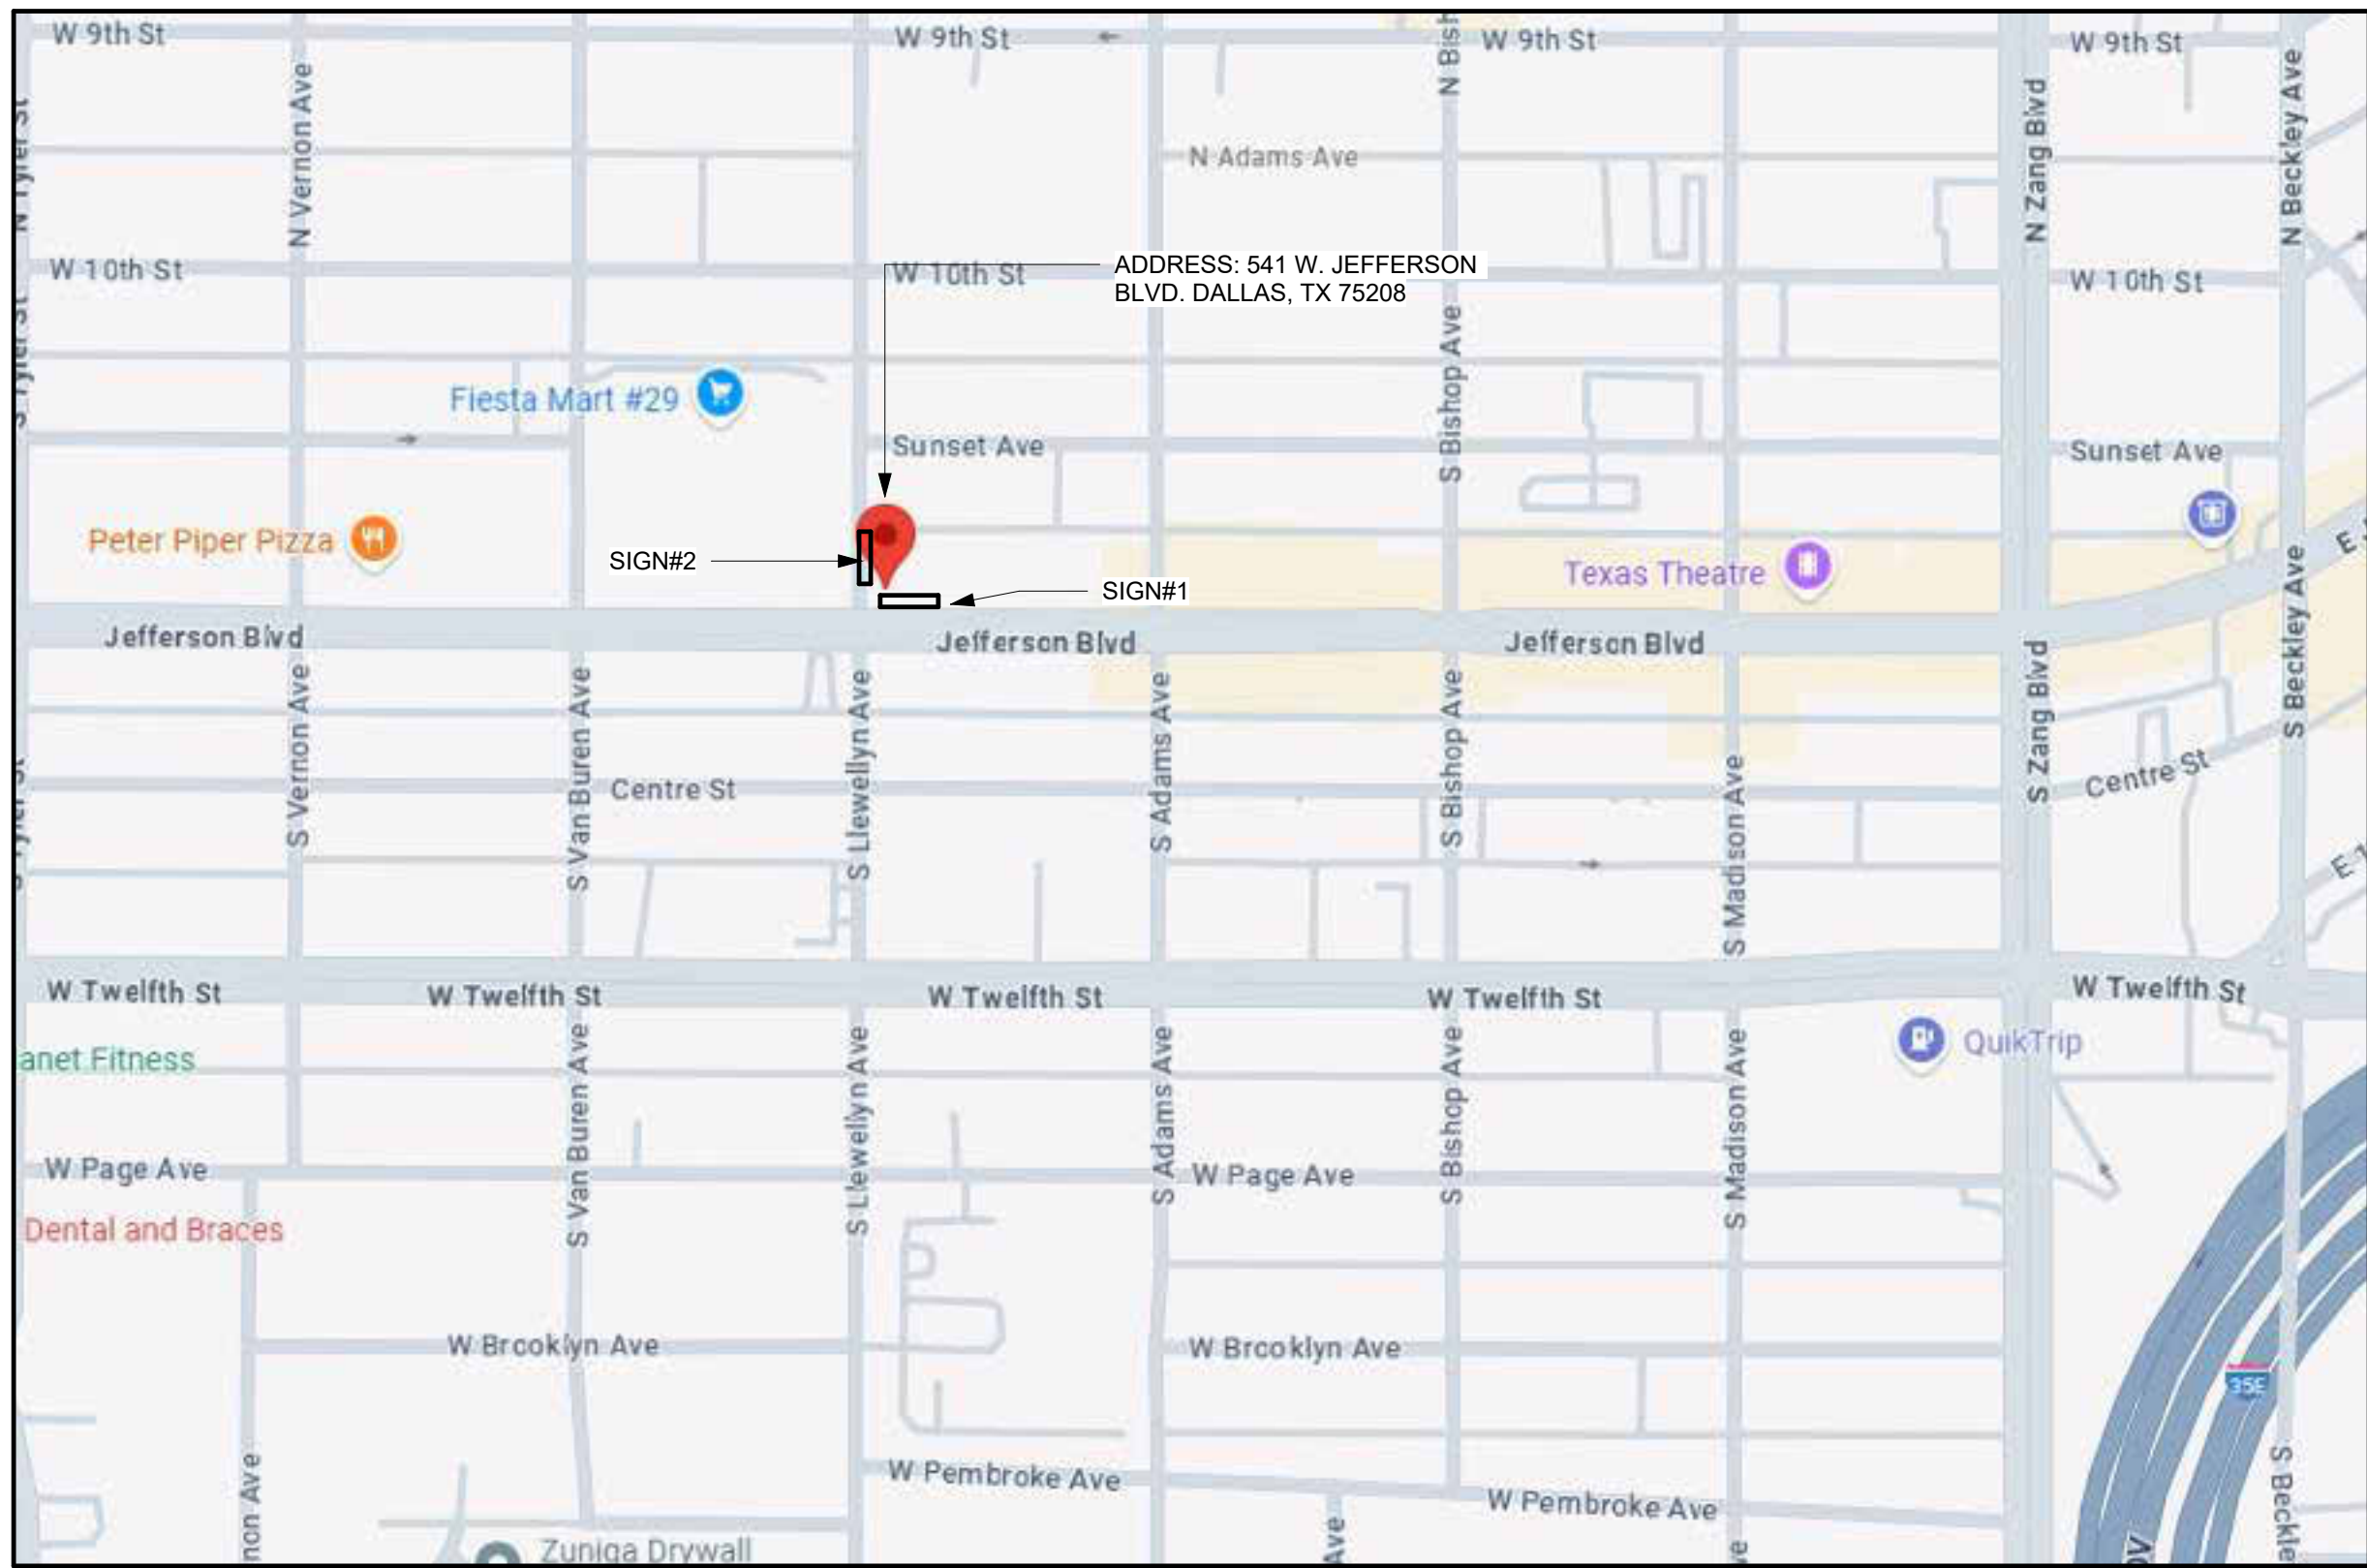 W 9th St
W 9th St
W 9th St
W 9th St
N Vernon Ave
N Zang Blvd
N Beckley Ave
N Adams Ave
W 10th St
W 10th St
W 10th St
ADDRESS: 541 W. JEFFERSON
BLVD. DALLAS, TX 75208
S Bishop Ave
Fiesta Mart #29
Sunset Ave
Sunset Ave
Peter Piper Pizza
SIGN#2
SIGN#1
Texas Theatre
Jefferson Blvd
Jefferson Blvd
Jefferson Blvd
S Vernon Ave
S Van Buren Ave
S Llewellyn Ave
S Adams Ave
S Bishop Ave
S Madison Ave
S Zang Blvd
S Beckley Ave
Centre St
Centre St
W Twelfth St
W Twelfth St
W Twelfth St
W Twelfth St
W Twelfth St
anet Fitness
QuikTrip
S Van Buren Ave
S Llewellyn Ave
S Adams Ave
S Bishop Ave
S Madison Ave
W Page Ave
W Page Ave
Dental and Braces
W Brooklyn Ave
W Brooklyn Ave
35E
W Pembroke Ave
W Pembroke Ave
non Ave
Ave
S Beckle
Zuniga Drywall